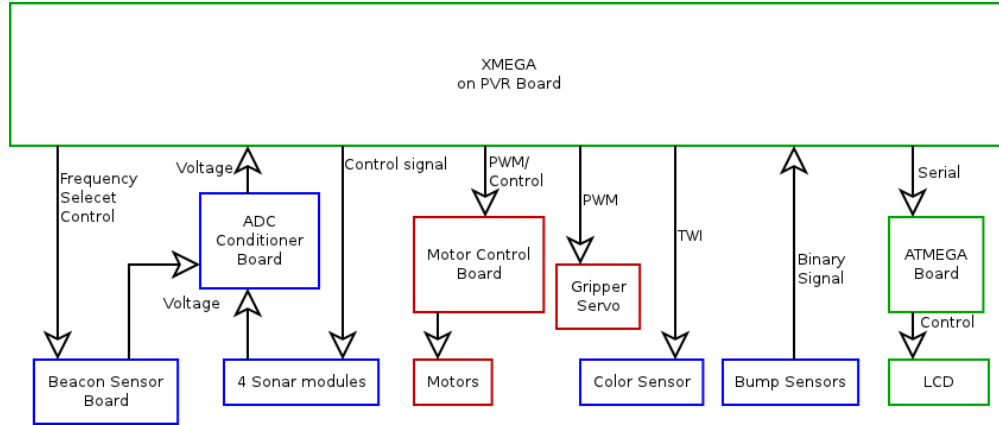 XMEGA
on PVR Board
Frequency
Selecet
Control
Voltage
Control signal
PWM/
Control
PWM
TWI
Binary
Signal
Serial
ADC
Conditioner
Board
Motor Control
Board
Gripper
Servo
ATMEGA
Board
Voltage
Control
Beacon Sensor
Board
4 Sonar modules
Motors
Color Sensor
Bump Sensors
LCD